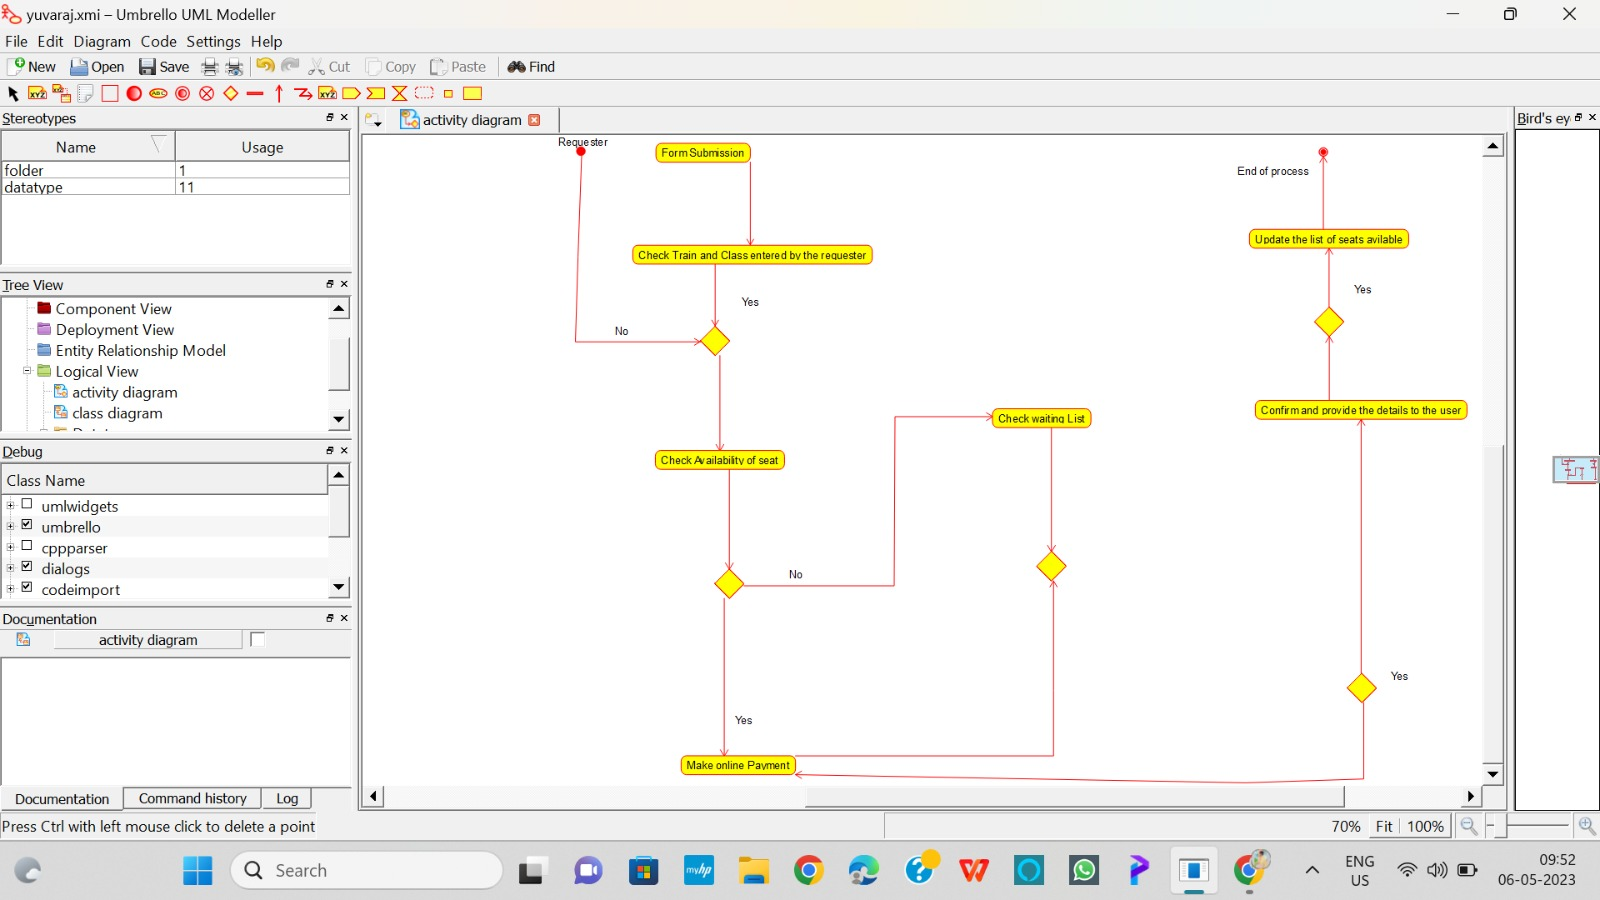 yuvaraj.xmi – Umbrello UML Modeller
File Edit Diagram Code Settings Help
New Open Save Cut Copy Paste Find
XYZ ABC XYZ
Stereotypes
Name Usage
folder 1
datatype 11
Tree View
Component View
Deployment View
Entity Relationship Model
Logical View
activity diagram
class diagram
Debug
Class Name
umlwidgets
umbrello
cppparser
dialogs
codeimport
Documentation
activity diagram
Documentation Command history Log
Press Ctrl with left mouse click to delete a point
activity diagram
Requester
Form Submission
Check Train and Class entered by the requester
Yes
No
Check Availability of seat
No
Yes
Make online Payment
Check waiting List
End of process
Update the list of seats avilable
Yes
Confirm and provide the details to the user
Yes
Bird's ey
70% Fit 100%
Search
myhp
ENG
US
09:52
06-05-2023